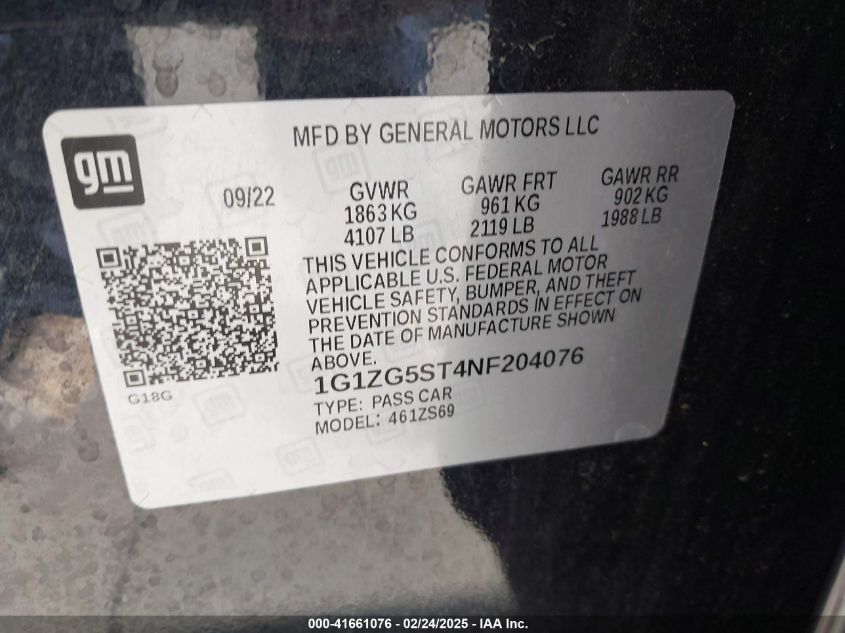 MFD BY GENERAL MOTORS LLC
gm
09/22
GVWR
1863 KG
4107 LB
GAWR FRT
961 KG
2119 LB
GAWR RR
902 KG
1988 LB
THIS VEHICLE CONFORMS TO ALL
APPLICABLE U.S. FEDERAL MOTOR
VEHICLE SAFETY, BUMPER, AND THEFT
PREVENTION STANDARDS IN EFFECT ON
THE DATE OF MANUFACTURE SHOWN
ABOVE.
1G1ZG5ST4NF204076
G18G
TYPE: PASS CAR
MODEL: 461ZS69
000-41661076 - 02/24/2025 - IAA Inc.